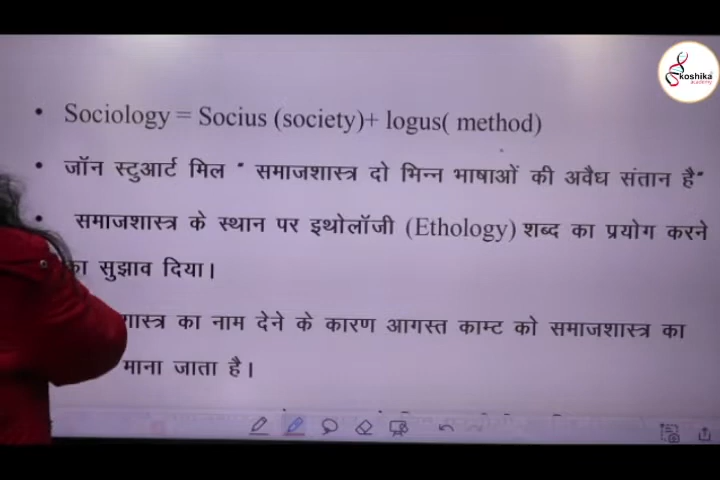 koshika
academy
• Sociology = Socius (society)+ logus( method)
• जॉन स्टुआर्ट मिल " समाजशास्त्र दो भिन्न भाषाओं की अवैध संतान है"
• समाजशास्त्र के स्थान पर इथोलॉजी (Ethology) शब्द का प्रयोग करने
का सुझाव दिया।
शास्त्र का नाम देने के कारण आगस्त काम्ट को समाजशास्त्र का
माना जाता है।